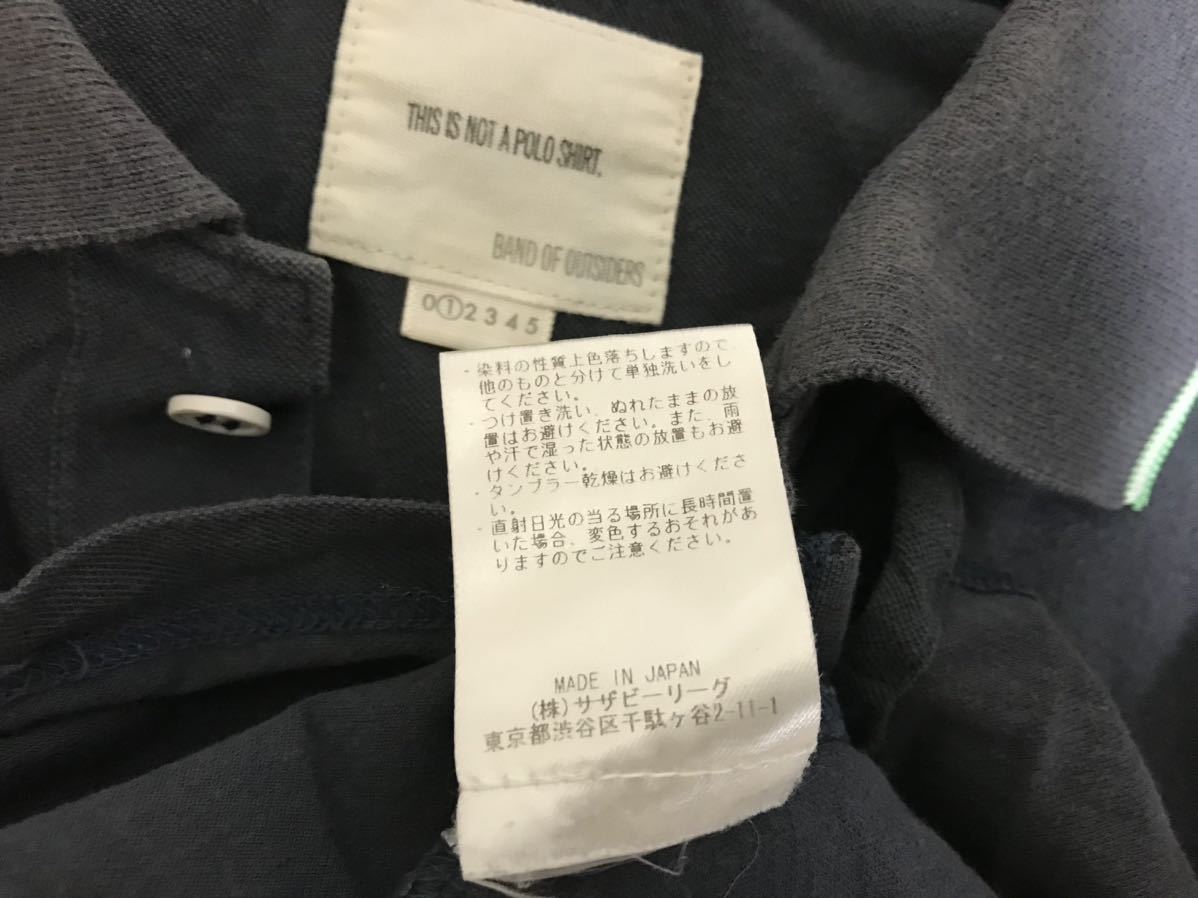 THIS IS NOT A POLO SHIRT.
BAND OF OUTSIDERS
0①2345
・染料の性質上色落ちしますので
他のものと分けて単独洗いをし
てください。
・つけ置き洗い、ぬれたままの放
置はお避けください。また、雨
や汗で湿った状態の放置もお避
けください。
・タンブラー乾燥はお避けくださ
い。
・直射日光の当る場所に長時間置
いた場合、変色するおそれがあ
りますのでご注意ください。
MADE IN JAPAN
(株)サザビーリーグ
東京都渋谷区千駄ヶ谷2-11-1